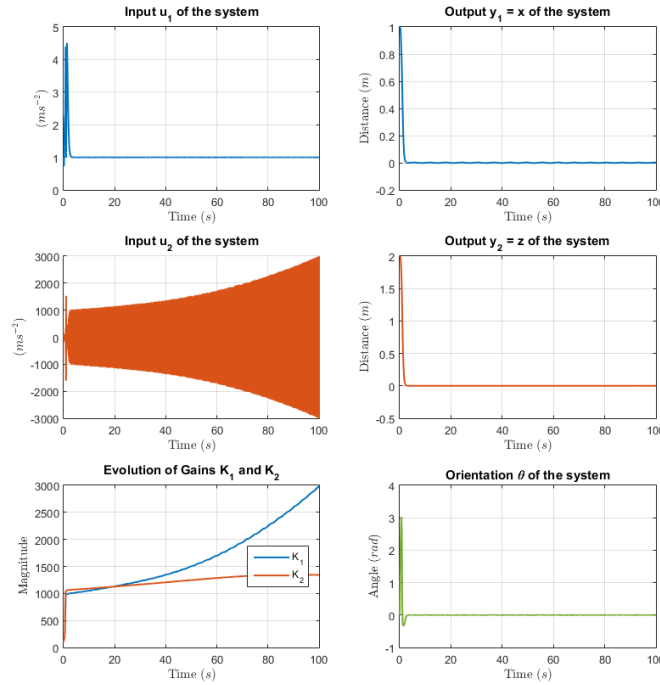 Input u1 of the system
5
4
3
2
1
0
(ms⁻²)
0 20 40 60 80 100
Time (s)
Output y1 = x of the system
1
0.8
0.6
0.4
0.2
0
-0.2
Distance (m)
0 20 40 60 80 100
Time (s)
Input u2 of the system
3000
2000
1000
0
-1000
-2000
-3000
(ms⁻²)
0 20 40 60 80 100
Time (s)
Output y2 = z of the system
2
1.5
1
0.5
0
-0.5
Distance (m)
0 20 40 60 80 100
Time (s)
Evolution of Gains K1 and K2
3000
2500
2000
1500
1000
500
0
Magnitude
K1
K2
0 20 40 60 80 100
Time (s)
Orientation θ of the system
4
3
2
1
0
-1
Angle (rad)
0 20 40 60 80 100
Time (s)